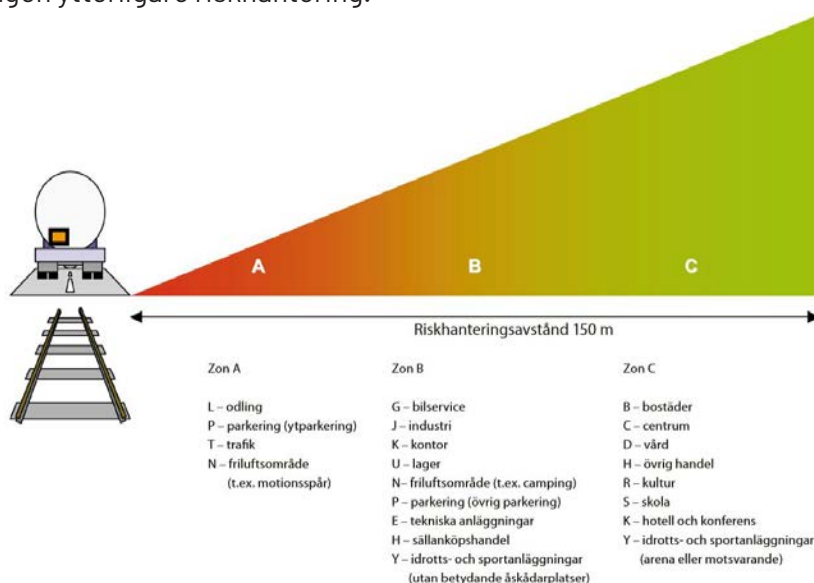 ytterligare riskhantering.
A
B
C
Riskhanteringsavstånd 150 m
Zon A
L – odling
P – parkering (ytparkering)
T – trafik
N – friluftsområde
(t.ex. motionsspår)
Zon B
G – bilservice
J – industri
K – kontor
U – lager
N– friluftsområde (t.ex. camping)
P – parkering (övrig parkering)
E – tekniska anläggningar
H – sällanköpshandel
Y – idrotts- och sportanläggningar
(utan betydande åskådarplatser)
Zon C
B – bostäder
C – centrum
D – vård
H – övrig handel
R – kultur
S – skola
K – hotell och konferens
Y – idrotts- och sportanläggningar
(arena eller motsvarande)